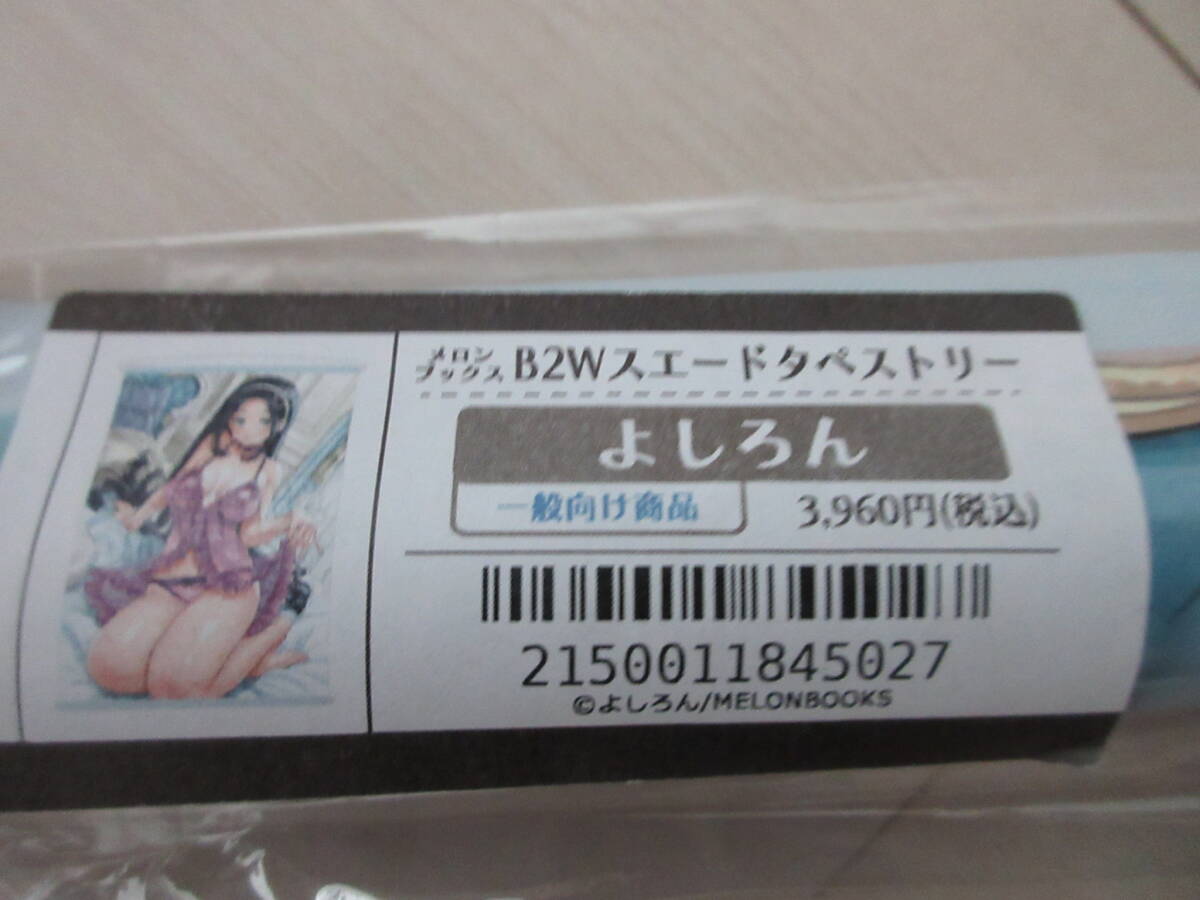 メロン
ブックス B2Wスエードタペストリー
よしろん
一般向け商品 3,960円(税込)
2150011845027
©よしろん/MELONBOOKS